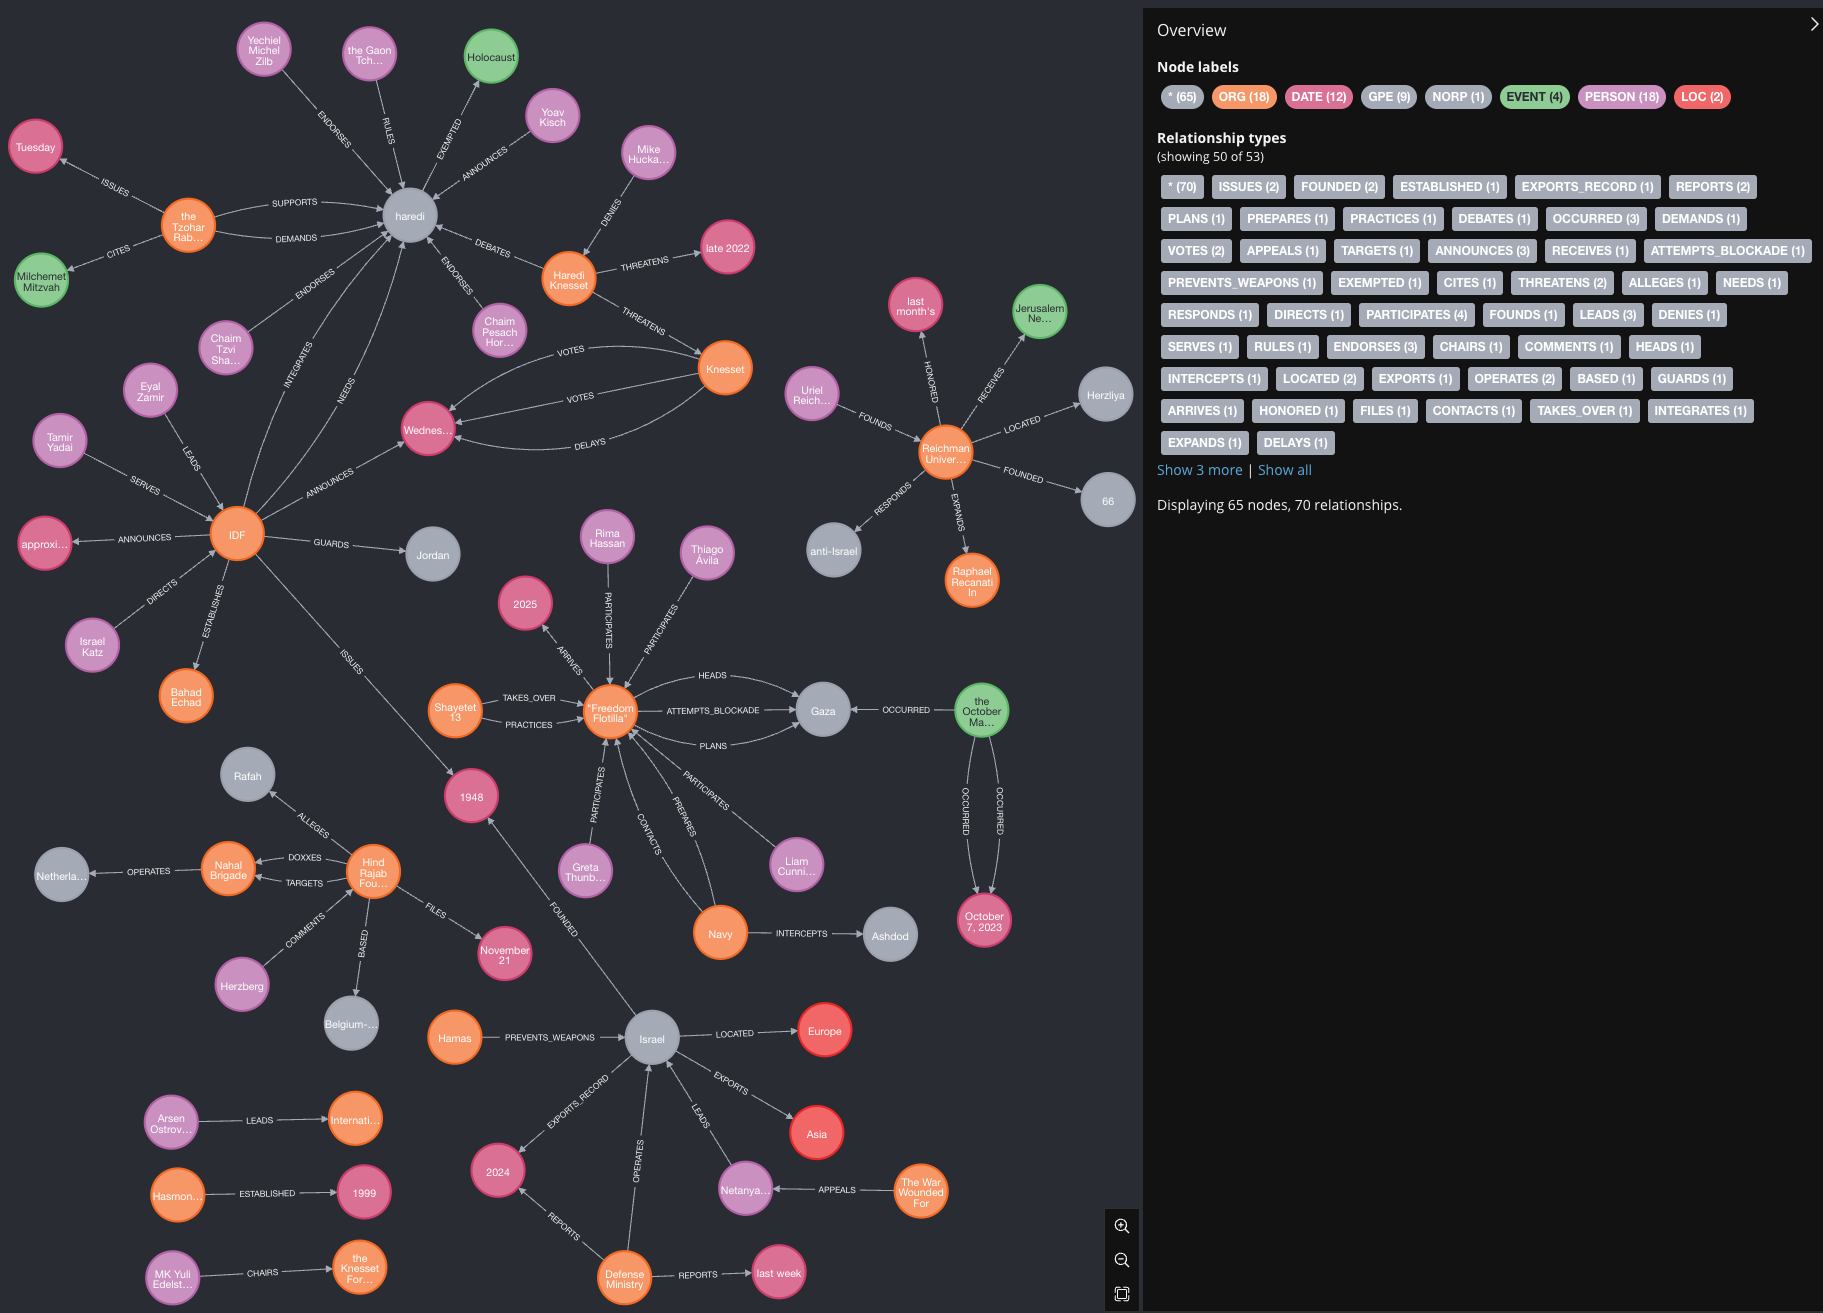 Overview
Node labels
* (65) ORG (18) DATE (12) GPE (9) NORP (1) EVENT (4) PERSON (18) LOC (2)
Relationship types
(showing 50 of 53)
* (70) ISSUES (2) FOUNDED (2) ESTABLISHED (1) EXPORTS_RECORD (1) REPORTS (2)
PLANS (1) PREPARES (1) PRACTICES (1) DEBATES (1) OCCURRED (3) DEMANDS (1)
VOTES (2) APPEALS (1) TARGETS (1) ANNOUNCES (3) RECEIVES (1) ATTEMPTS_BLOCKADE (1)
PREVENTS_WEAPONS (1) EXEMPTED (1) CITES (1) THREATENS (2) ALLEGES (1) NEEDS (1)
RESPONDS (1) DIRECTS (1) PARTICIPATES (4) FOUNDS (1) LEADS (3) DENIES (1)
SERVES (1) RULES (1) ENDORSES (3) CHAIRS (1) COMMENTS (1) HEADS (1)
INTERCEPTS (1) LOCATED (2) EXPORTS (1) OPERATES (2) BASED (1) GUARDS (1)
ARRIVES (1) HONORED (1) FILES (1) CONTACTS (1) TAKES_OVER (1) INTEGRATES (1)
EXPANDS (1) DELAYS (1)
Show 3 more | Show all
Displaying 65 nodes, 70 relationships.
Yechiel
Michel
Zilb
the Gaon
Tch...
Holocaust
Yoav
Kisch
Mike
Hucka...
Tuesday
ENDORSES
RULES
EXEMPTED
ANNOUNCES
ISSUES
the
Tzohar
Rab...
SUPPORTS
DEMANDS
haredi
DENIES
CITES
Milchemet
Mitzvah
DEBATES
Haredi
Knesset
THREATENS
late 2022
ENDORSES
ENDORSES
THREATENS
Chaim
Tzvi
Sha...
Chaim
Pesach
Hor...
INTEGRATES
NEEDS
Knesset
VOTES
VOTES
DELAYS
Wednes...
Eyal
Zamir
Tamir
Yadai
LEADS
SERVES
ANNOUNCES
IDF
ANNOUNCES
approxi...
GUARDS
Jordan
DIRECTS
Israel
Katz
ESTABLISHES
Bahad
Echad
ISSUES
1948
last
month's
Jerusalem
Ne...
HONORED
RECEIVES
Uriel
Reich...
FOUNDS
Herzliya
LOCATED
Reichman
Univer...
FOUNDED
66
RESPONDS
EXPANDS
anti-Israel
Raphael
Recanati
In
Rima
Hassan
Thiago
Ávila
2025
PARTICIPATES
PARTICIPATES
ARRIVES
Shayetet
13
TAKES_OVER
PRACTICES
"Freedom
Flotilla"
HEADS
ATTEMPTS_BLOCKADE
PLANS
Gaza
OCCURRED
the
October
Ma...
OCCURRED
OCCURRED
October
7, 2023
PARTICIPATES
CONTACTS
PREPARES
PARTICIPATES
Greta
Thunb...
Liam
Cunni...
Navy
INTERCEPTS
Ashdod
Rafah
ALLEGES
Netherla...
OPERATES
Nahal
Brigade
DOXXES
TARGETS
Hind
Rajab
Fou...
COMMENTS
BASED
FILES
November
21
Herzberg
Belgium-...
FOUNDED
Hamas
PREVENTS_WEAPONS
Israel
LOCATED
Europe
EXPORTS
Asia
EXPORTS_RECORD
2024
OPERATES
LEADS
Netanya...
APPEALS
The War
Wounded
For
REPORTS
Defense
Ministry
REPORTS
last week
Arsen
Ostrov...
LEADS
Internati...
Hasmon...
ESTABLISHED
1999
MK Yuli
Edelst...
CHAIRS
the
Knesset
For...